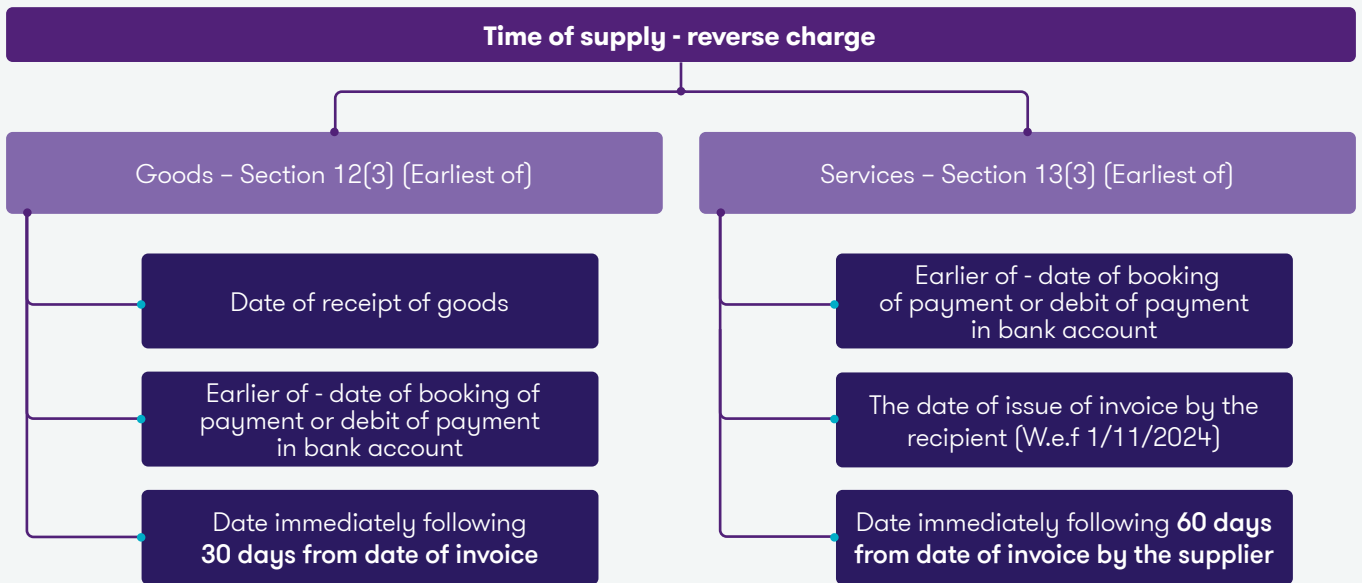 Time of supply - reverse charge
Goods – Section 12(3) (Earliest of)
Date of receipt of goods
Earlier of - date of booking of
payment or debit of payment
in bank account
Date immediately following
30 days from date of invoice
Services – Section 13(3) (Earliest of)
Earlier of - date of booking
of payment or debit of payment
in bank account
The date of issue of invoice by the
recipient (W.e.f 1/11/2024)
Date immediately following 60 days
from date of invoice by the supplier